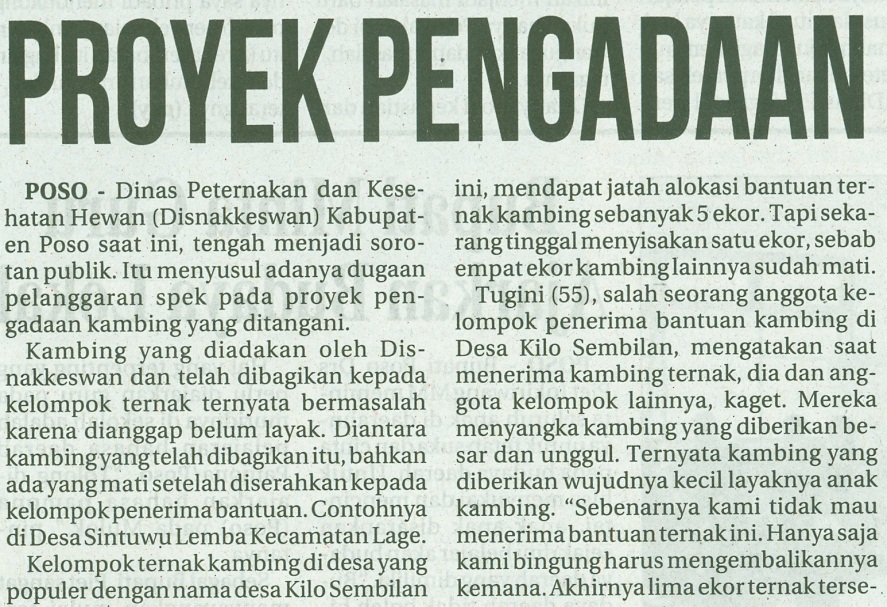 PROYEK PENGADAAN
POSO - Dinas Peternakan dan Kese-
hatan Hewan (Disnakkeswan) Kabupat-
en Poso saat ini, tengah menjadi soro-
tan publik. Itu menyusul adanya dugaan
pelanggaran spek pada proyek pen-
gadaan kambing yang ditangani.
Kambing yang diadakan oleh Dis-
nakkeswan dan telah dibagikan kepada
kelompok ternak ternyata bermasalah
karena dianggap belum layak. Diantara
kambing yang telah dibagikan itu, bahkan
ada yang mati setelah diserahkan kepada
kelompok penerima bantuan. Contohnya
di Desa Sintuwu Lemba Kecamatan Lage.
Kelompok ternak kambing di desa yang
populer dengan nama desa Kilo Sembilan
ini, mendapat jatah alokasi bantuan ter-
nak kambing sebanyak 5 ekor. Tapi seka-
rang tinggal menyisakan satu ekor, sebab
empat ekor kambing lainnya sudah mati.
Tugini (55), salah seorang anggota ke-
lompok penerima bantuan kambing di
Desa Kilo Sembilan, mengatakan saat
menerima kambing ternak, dia dan ang-
gota kelompok lainnya, kaget. Mereka
menyangka kambing yang diberikan be-
sar dan unggul. Ternyata kambing yang
diberikan wujudnya kecil layaknya anak
kambing. “Sebenarnya kami tidak mau
menerima bantuan ternak ini. Hanya saja
kami bingung harus mengembalikannya
kemana. Akhirnya lima ekor ternak terse-